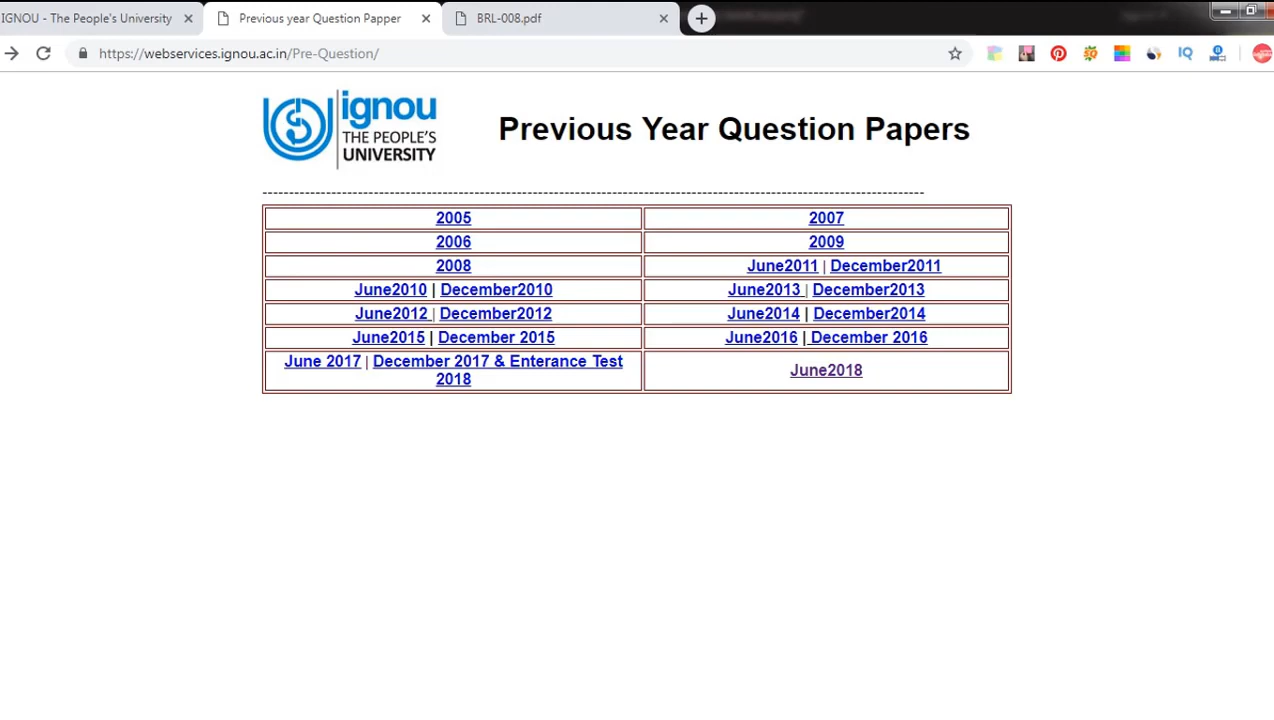 IGNOU - The People's University
Previous year Question Papper
BRL-008.pdf
https://webservices.ignou.ac.in/Pre-Question/
IQ
ignou
THE PEOPLE'S
UNIVERSITY
Previous Year Question Papers
2005 2007
2006 2009
2008 June2011 | December2011
June2010 | December2010 June2013 | December2013
June2012 | December2012 June2014 | December2014
June2015 | December 2015 June2016 | December 2016
June 2017 | December 2017 & Enterance Test
2018
June2018